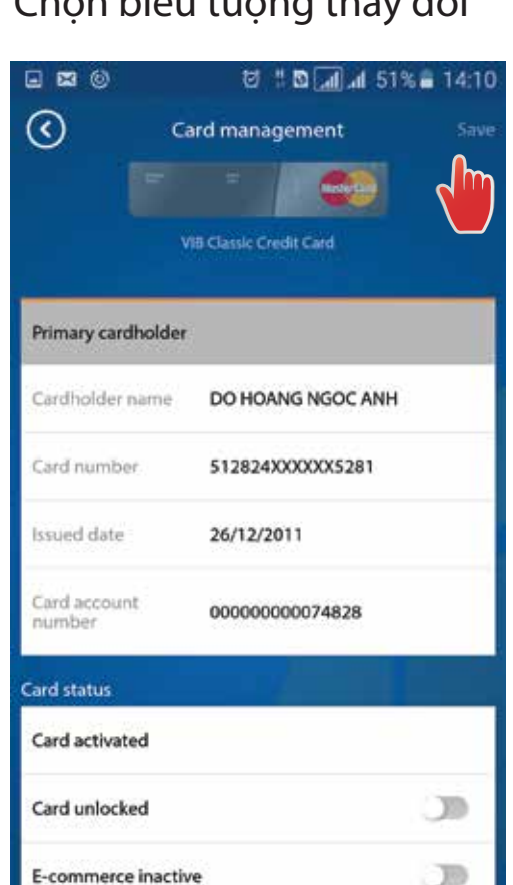 Chọn biểu tượng thay đổi
51% 14:10
Card management Save
MasterCard
VIB Classic Credit Card
Primary cardholder
Cardholder name DO HOANG NGOC ANH
Card number 512824XXXXXX5281
Issued date 26/12/2011
Card account number 000000000074828
Card status
Card activated
Card unlocked
E-commerce inactive